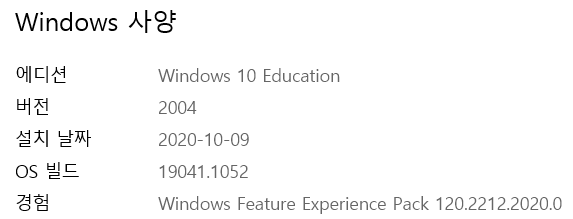 Windows 사양
에디션 Windows 10 Education
버전 2004
설치 날짜 2020-10-09
OS 빌드 19041.1052
경험 Windows Feature Experience Pack 120.2212.2020.0